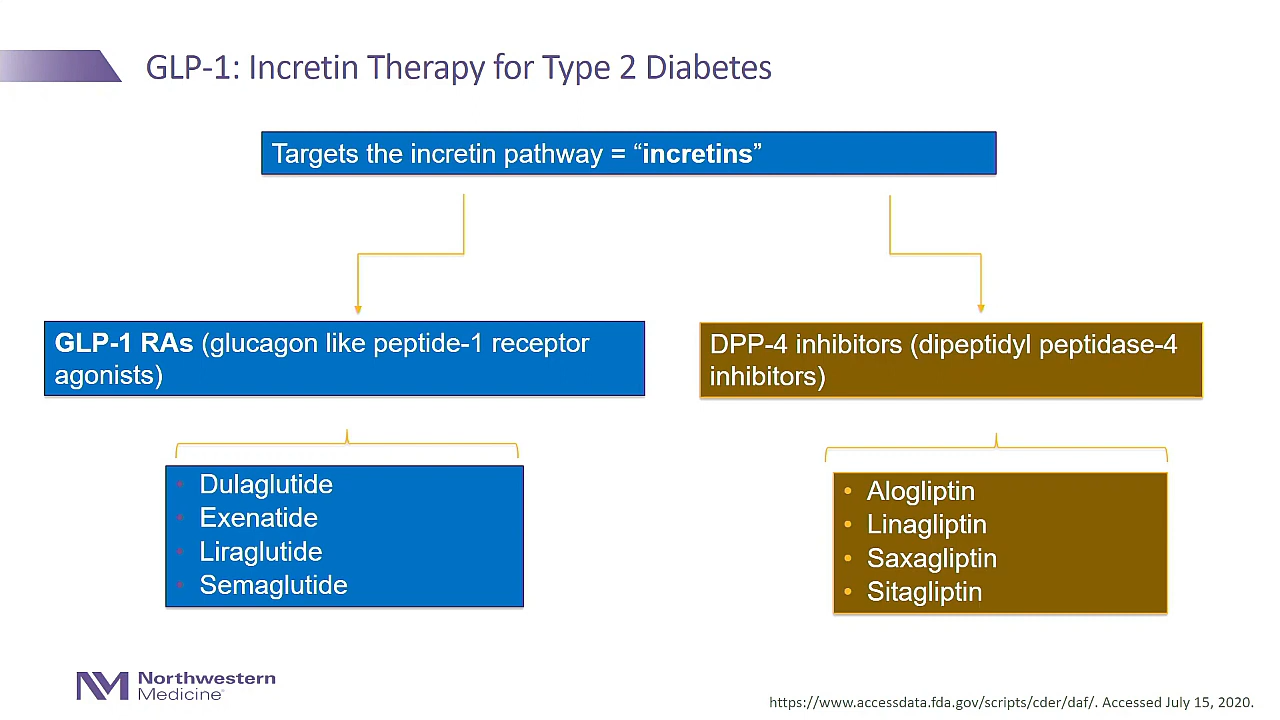 GLP-1: Incretin Therapy for Type 2 Diabetes
Targets the incretin pathway = “incretins”
GLP-1 RAs (glucagon like peptide-1 receptor
agonists)
• Dulaglutide
• Exenatide
• Liraglutide
• Semaglutide
DPP-4 inhibitors (dipeptidyl peptidase-4
inhibitors)
• Alogliptin
• Linagliptin
• Saxagliptin
• Sitagliptin
Northwestern
Medicine®
https://www.accessdata.fda.gov/scripts/cder/daf/. Accessed July 15, 2020.